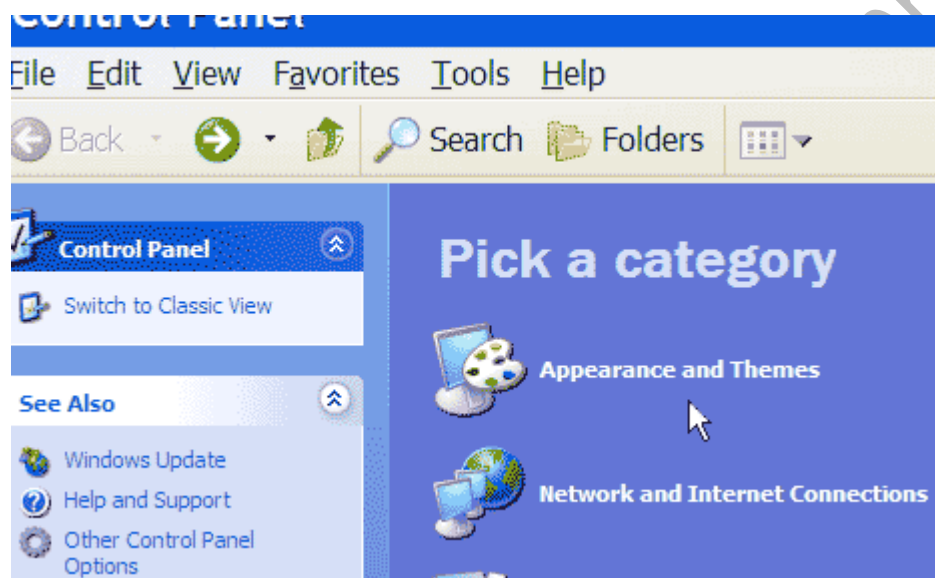 Control Panel
File Edit View Favorites Tools Help
Back Search Folders
Control Panel
Switch to Classic View
See Also
Windows Update
Help and Support
Other Control Panel
Options
Pick a category
Appearance and Themes
Network and Internet Connections